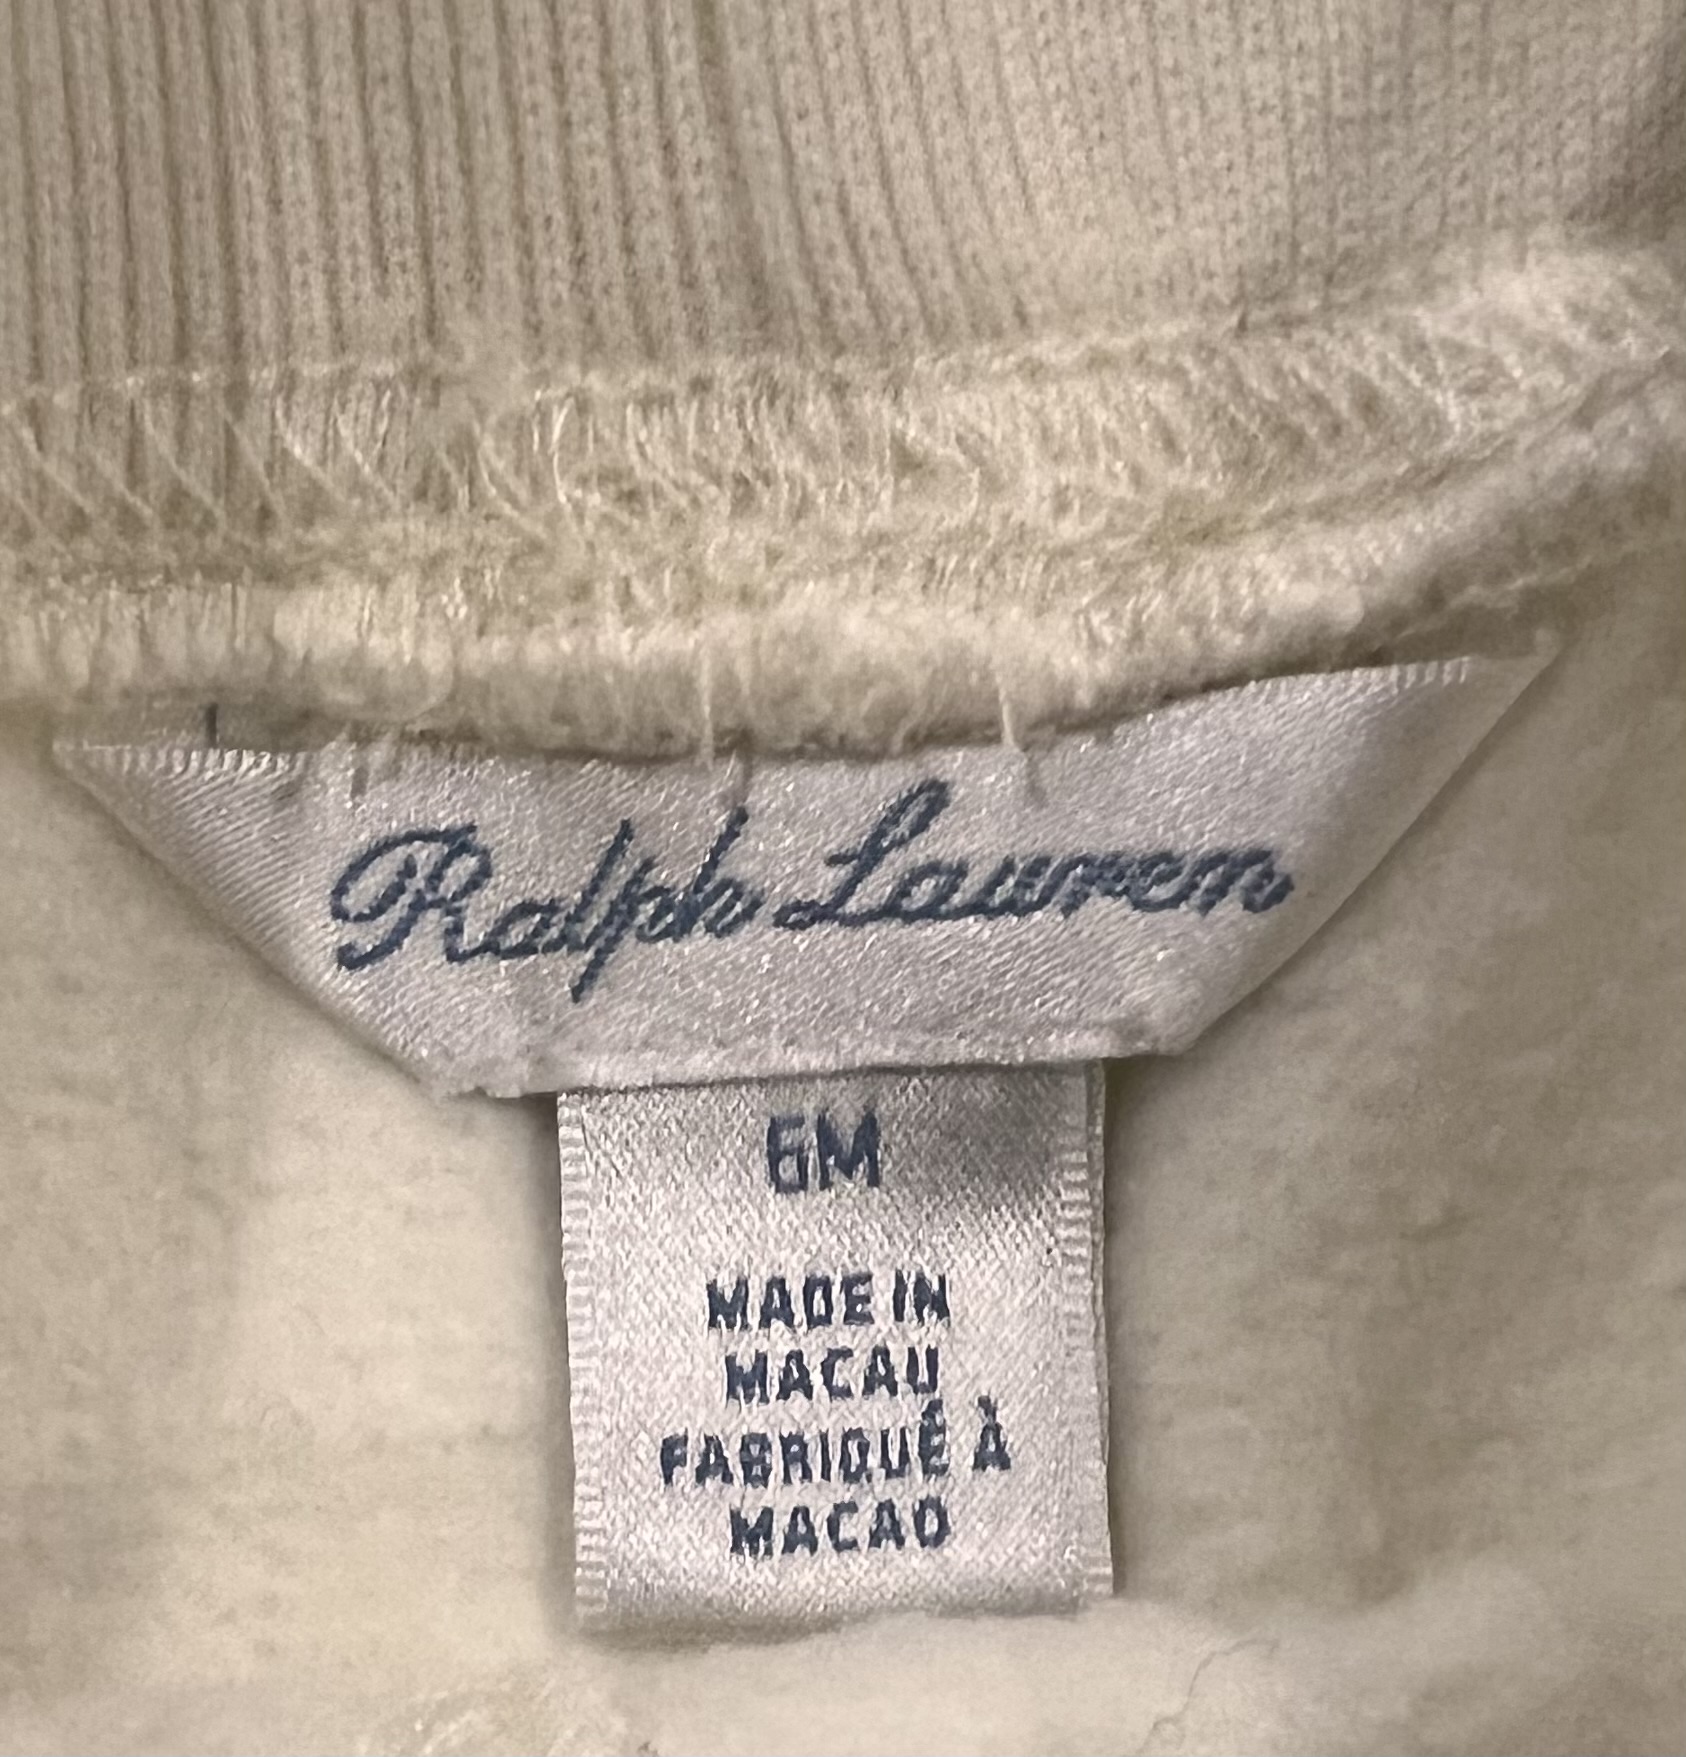 Ralph Lauren
6M
MADE IN
MACAU
FABRIQUÉ À
MACAO